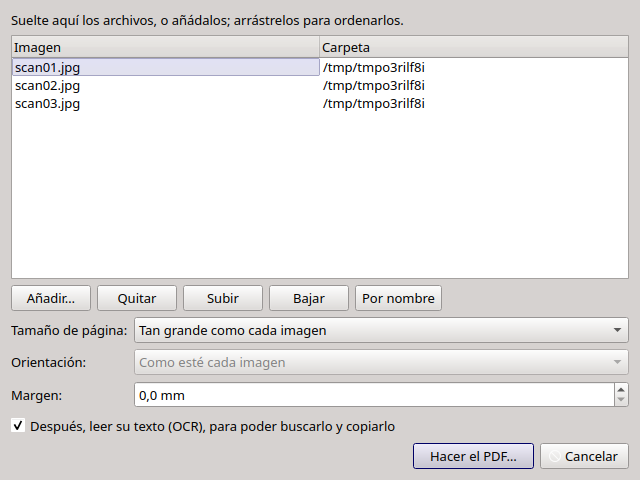 Suelte aquí los archivos, o añádalos; arrástrelos para ordenarlos.
Imagen Carpeta
scan01.jpg /tmp/tmpo3rilf8i
scan02.jpg /tmp/tmpo3rilf8i
scan03.jpg /tmp/tmpo3rilf8i
Añadir... Quitar Subir Bajar Por nombre
Tamaño de página: Tan grande como cada imagen
Orientación: Como esté cada imagen
Margen: 0,0 mm
Después, leer su texto (OCR), para poder buscarlo y copiarlo
Hacer el PDF... Cancelar